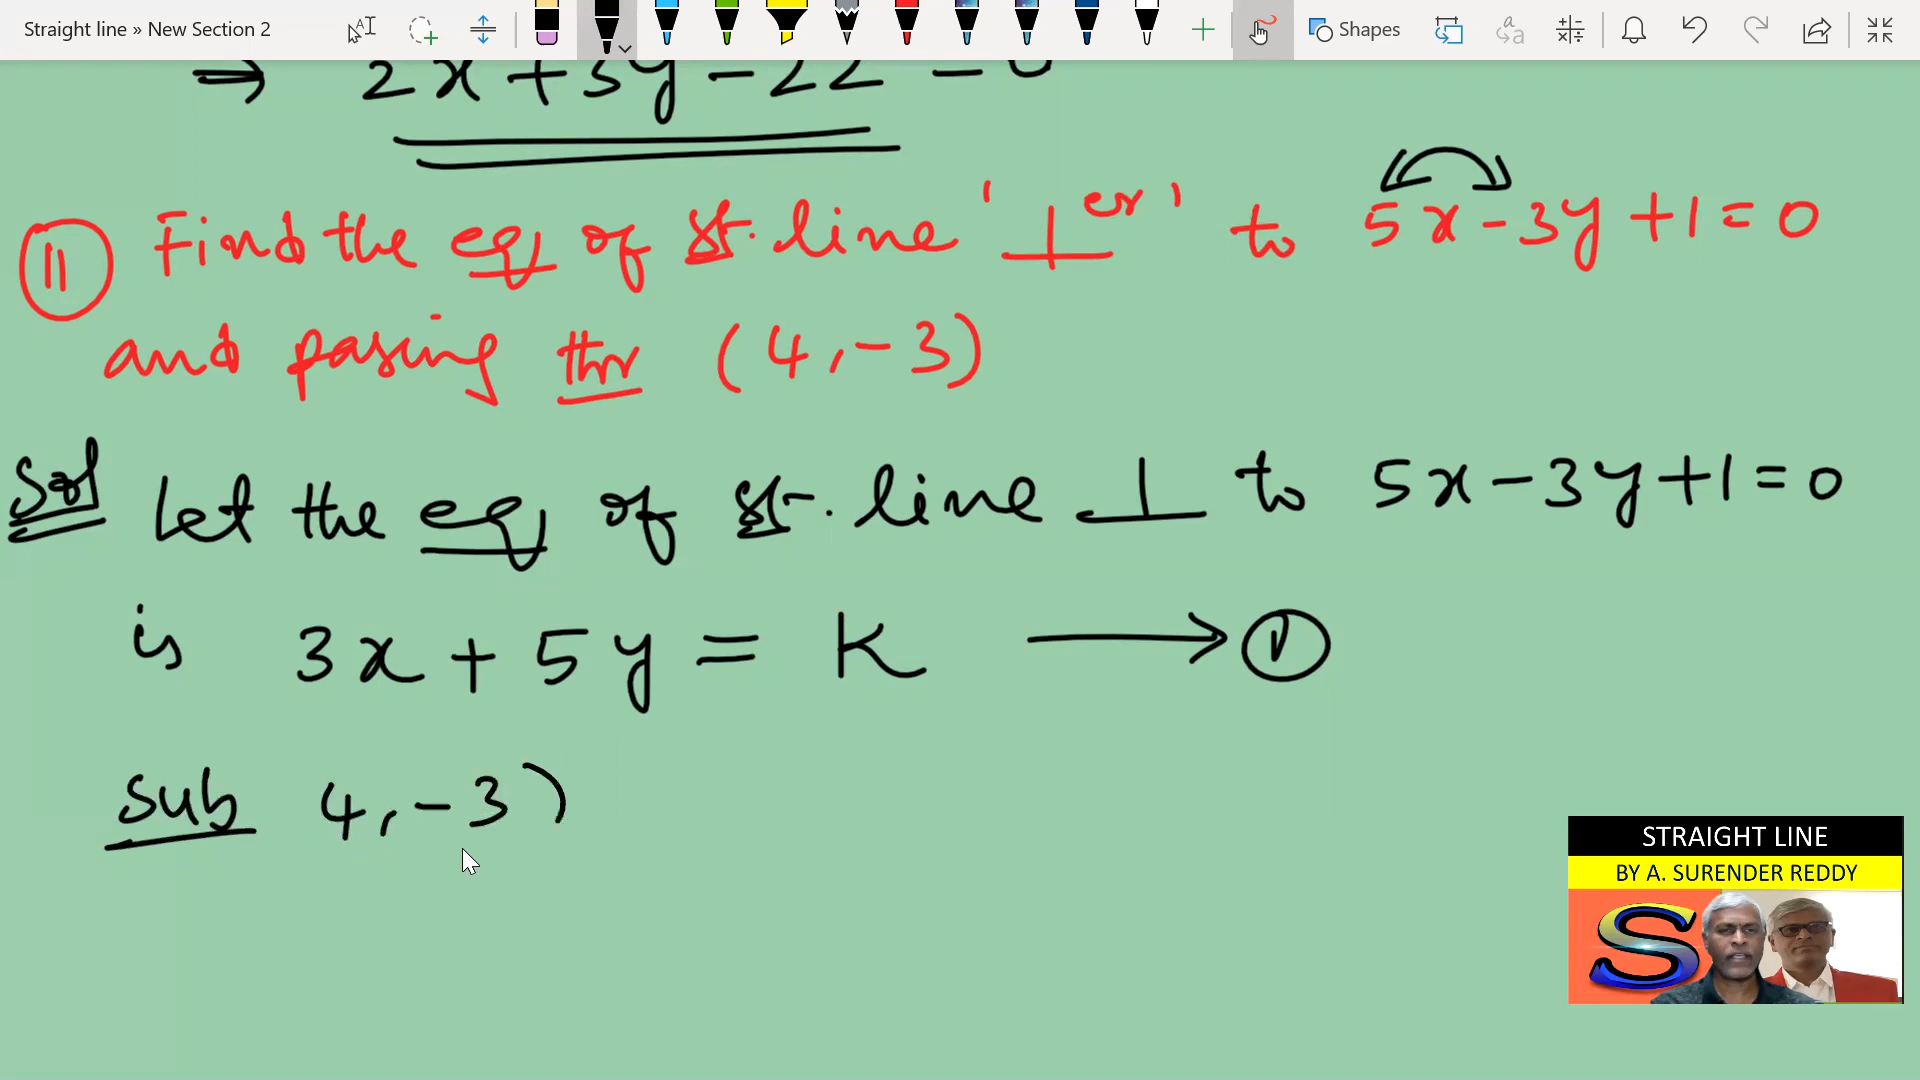 Straight line » New Section 2
Shapes
⇒ 2x+3y-22 = 0
11 Find the eq of st. line '⊥er' to 5x-3y+1=0
and pasing thr (4,-3)
Sol Let the eq of st. line ⊥ to 5x-3y+1=0
is 3x+5y = K → 1
Sub 4,-3)
STRAIGHT LINE
BY A. SURENDER REDDY
S